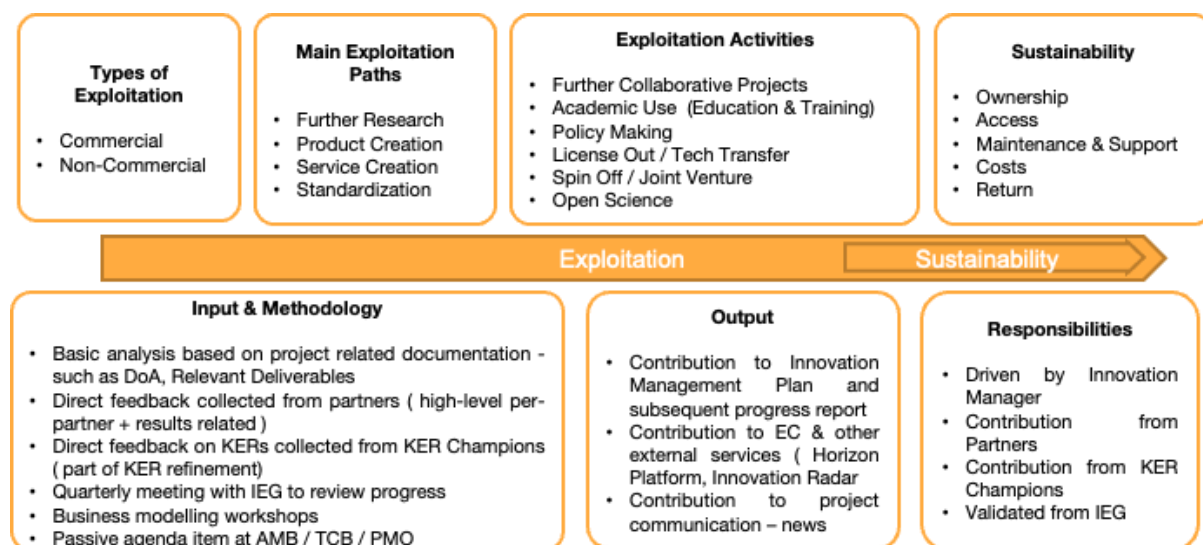 Types of
Exploitation
• Commercial
• Non-Commercial
Main Exploitation
Paths
• Further Research
• Product Creation
• Service Creation
• Standardization
Exploitation Activities
• Further Collaborative Projects
• Academic Use (Education & Training)
• Policy Making
• License Out / Tech Transfer
• Spin Off / Joint Venture
• Open Science
Sustainability
• Ownership
• Access
• Maintenance & Support
• Costs
• Return
Exploitation
Sustainability
Input & Methodology
• Basic analysis based on project related documentation -
such as DoA, Relevant Deliverables
• Direct feedback collected from partners ( high-level per-
partner + results related )
• Direct feedback on KERs collected from KER Champions
( part of KER refinement)
• Quarterly meeting with IEG to review progress
• Business modelling workshops
• Passive agenda item at AMB / TCB / PMO
Output
• Contribution to Innovation
Management Plan and
subsequent progress report
• Contribution to EC & other
external services ( Horizon
Platform, Innovation Radar
• Contribution to project
communication – news
Responsibilities
• Driven by Innovation
Manager
• Contribution from
Partners
• Contribution from KER
Champions
• Validated from IEG